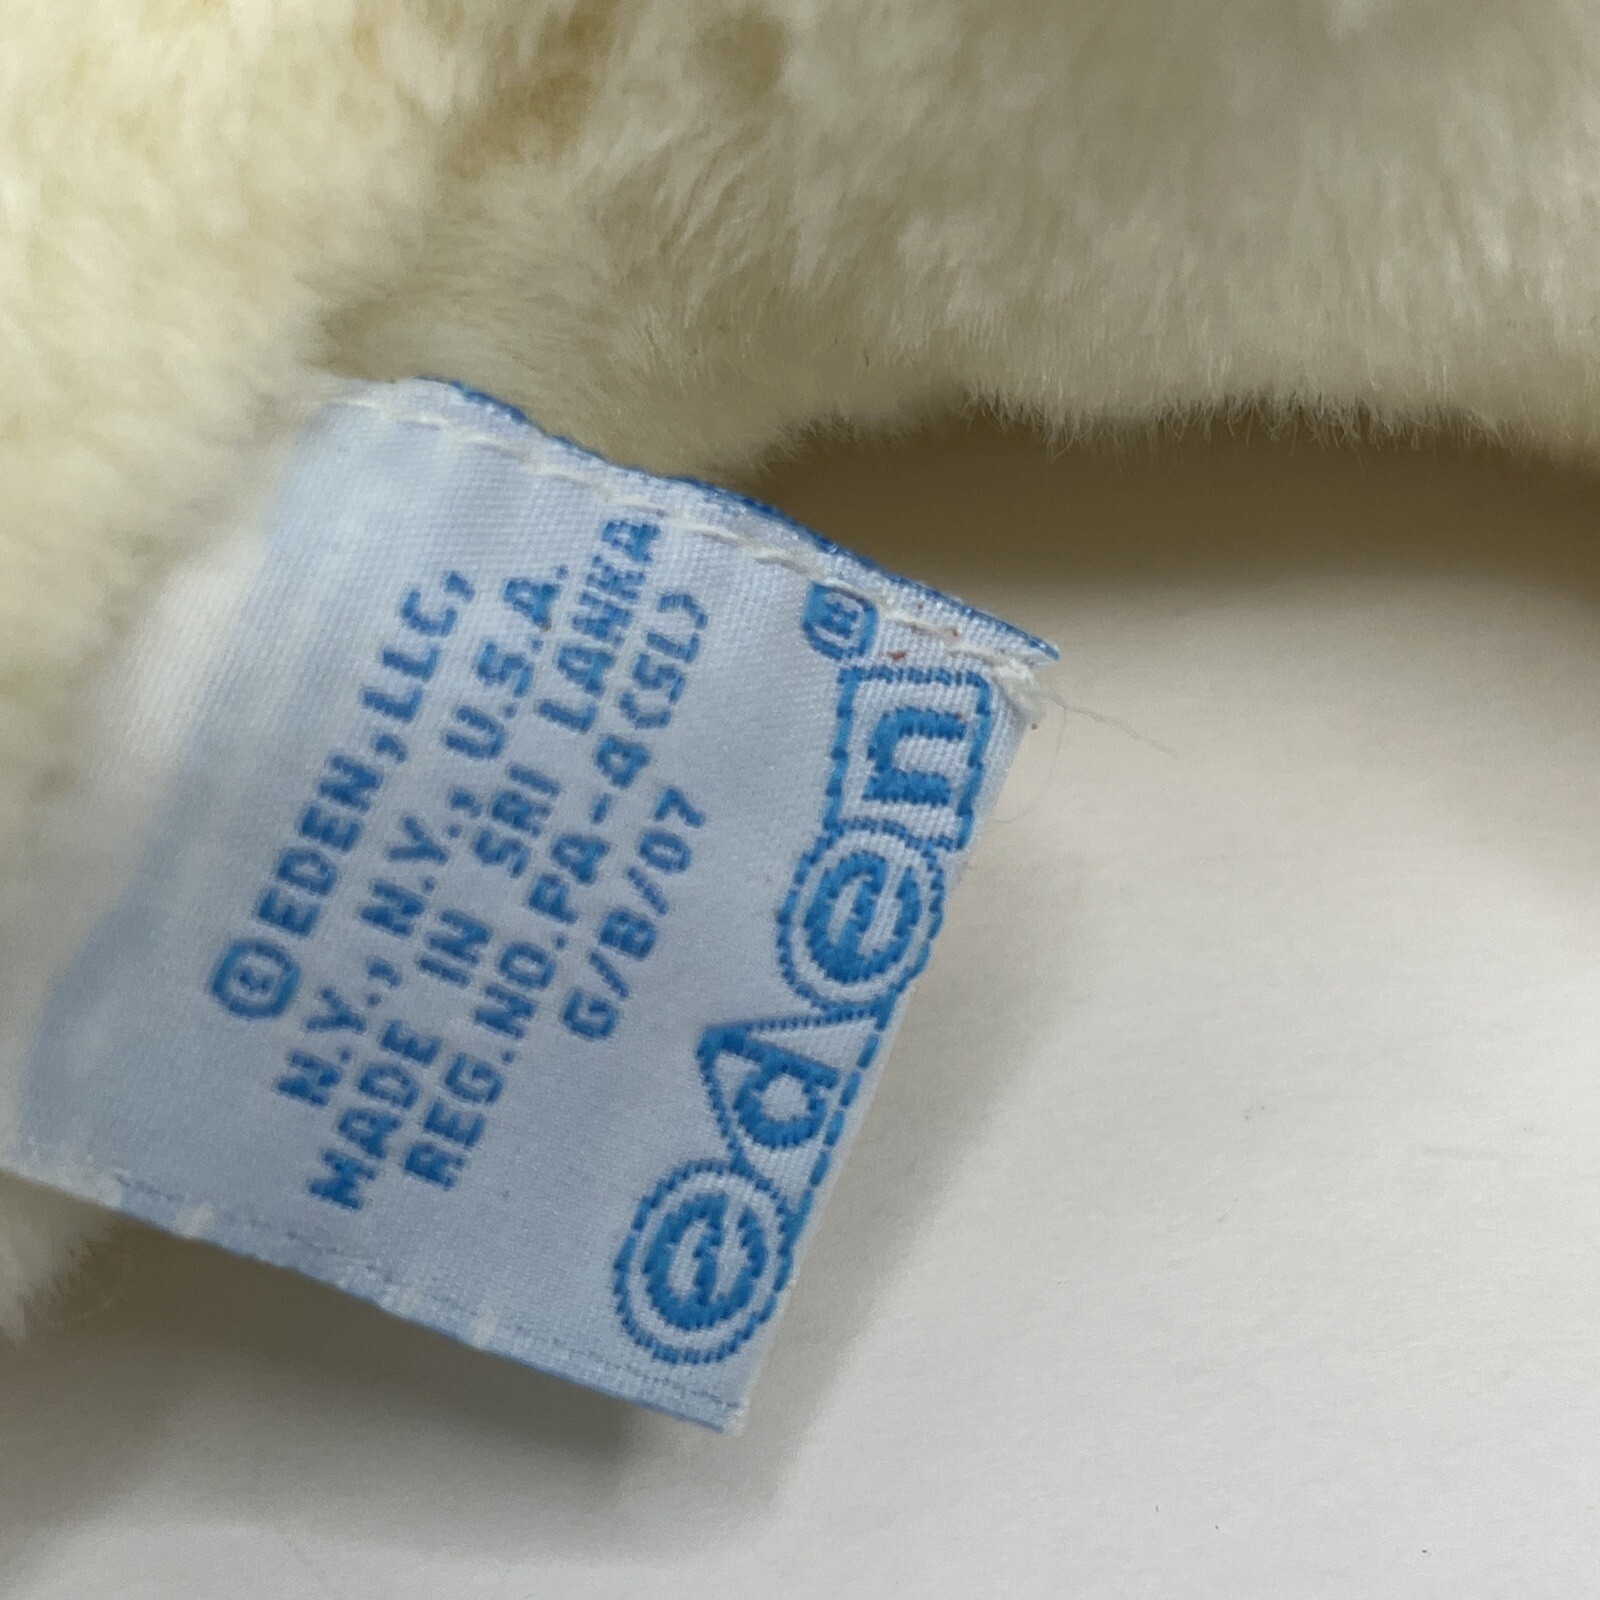 ©EDEN, LLC,
N.Y., N.Y., U.S.A.
MADE IN SRI LANKA
REG.NO.PA-4(SL)
G/B/07
eden®